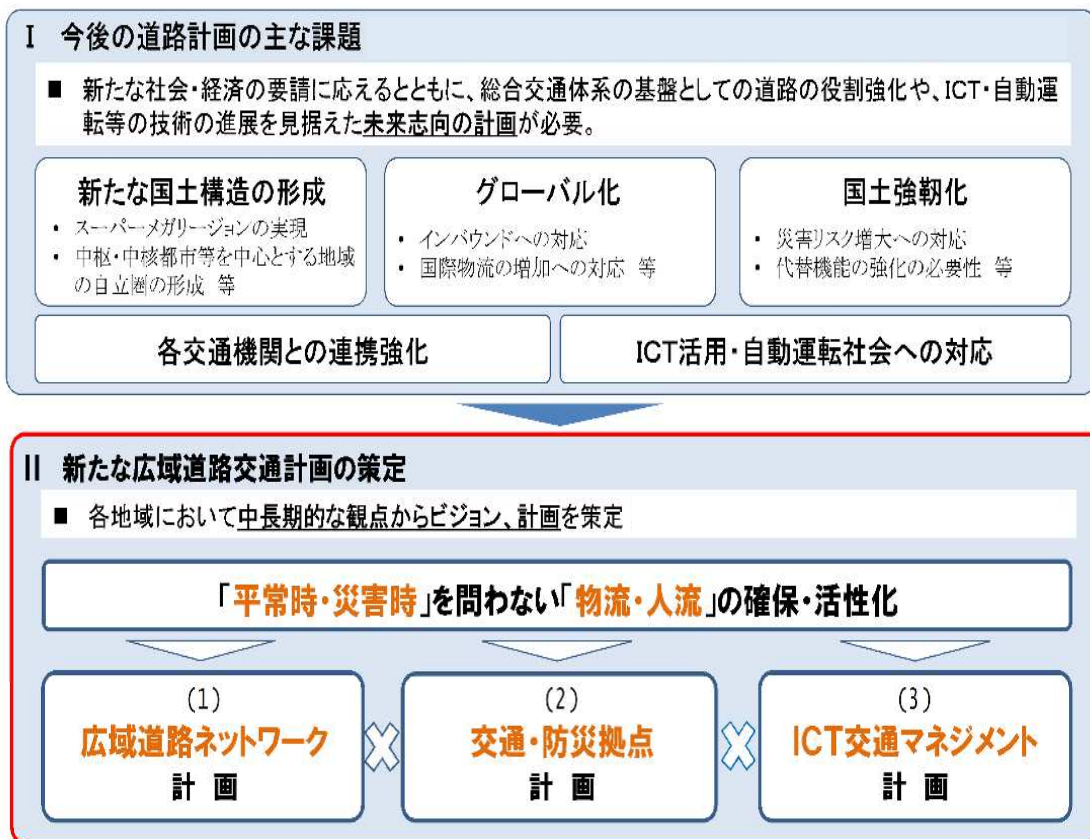 Ⅰ 今後の道路計画の主な課題
■ 新たな社会・経済の要請に応えるとともに、総合交通体系の基盤としての道路の役割強化や、ICT・自動運
転等の技術の進展を見据えた未来志向の計画が必要。
新たな国土構造の形成
・ スーパーメガリージョンの実現
・ 中枢・中核都市等を中心とする地域
の自立圏の形成 等
グローバル化
・ インバウンドへの対応
・ 国際物流の増加への対応 等
国土強靭化
・ 災害リスク増大への対応
・ 代替機能の強化の必要性 等
各交通機関との連携強化
ICT活用・自動運転社会への対応
Ⅱ 新たな広域道路交通計画の策定
■ 各地域において中長期的な観点からビジョン、計画を策定
「平常時・災害時」を問わない「物流・人流」の確保・活性化
(1)
広域道路ネットワーク
計 画
(2)
交通・防災拠点
計 画
(3)
ICT交通マネジメント
計 画